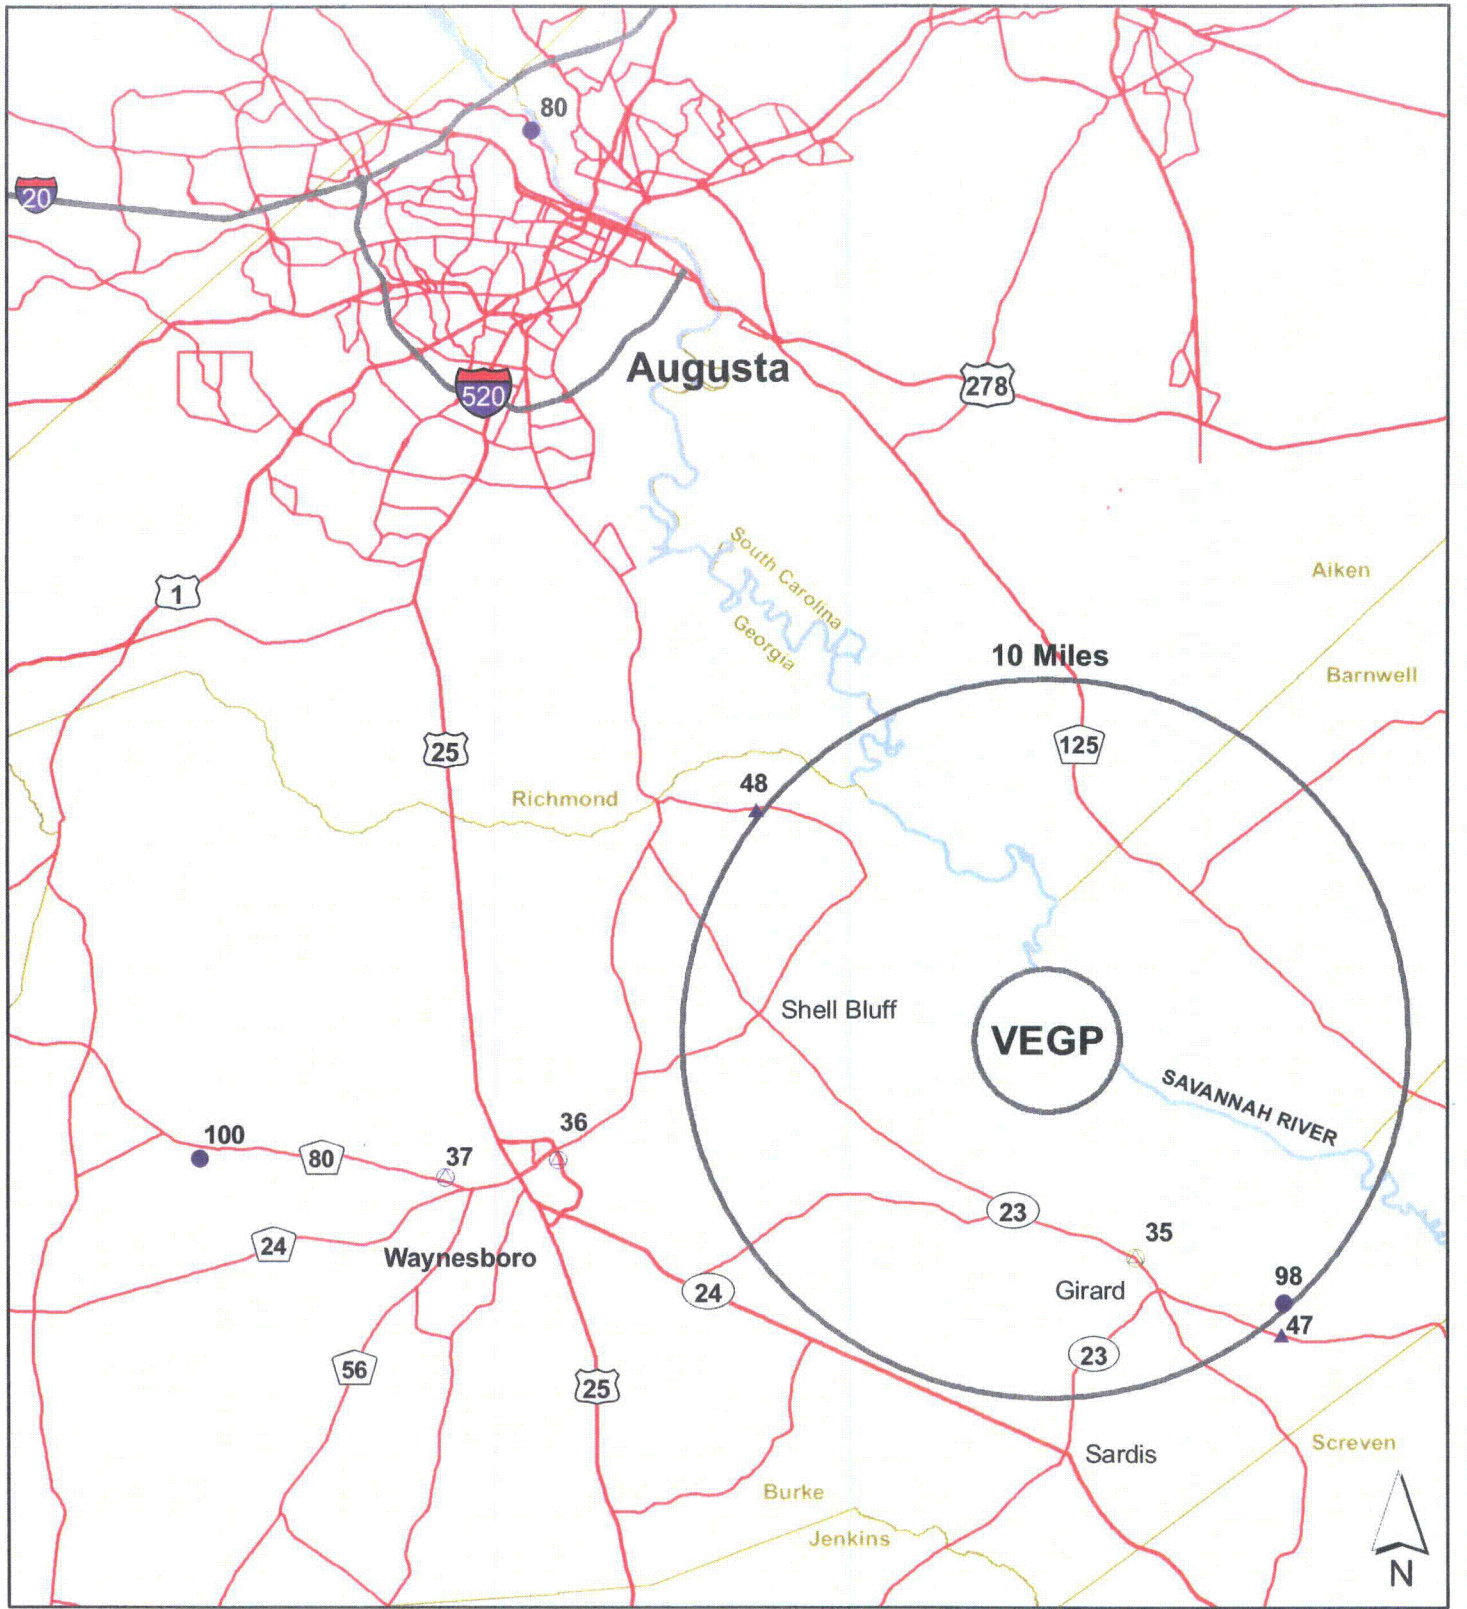 80
20
Augusta
520
278
South Carolina
Georgia
Aiken
1
10 Miles
Barnwell
125
25
48
Richmond
Shell Bluff
VEGP
SAVANNAH RIVER
36
100
37
80
23
35
24
Waynesboro
98
24
Girard
47
23
56
25
Screven
Sardis
Burke
Jenkins
N